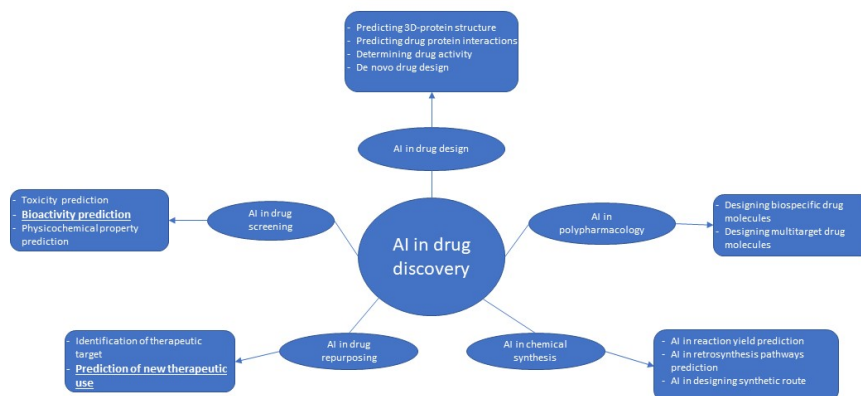 - Predicting 3D-protein structure
- Predicting drug protein interactions
- Determining drug activity
- De novo drug design
AI in drug design
- Toxicity prediction
- Bioactivity prediction
- Physicochemical property
prediction
AI in drug
screening
AI in drug
discovery
AI in
polypharmacology
- Designing biospecific drug
molecules
- Designing multitarget drug
molecules
- Identification of therapeutic
target
- Prediction of new therapeutic
use
AI in drug
repurposing
AI in chemical
synthesis
- AI in reaction yield prediction
- AI in retrosynthesis pathways
prediction
- AI in designing synthetic route